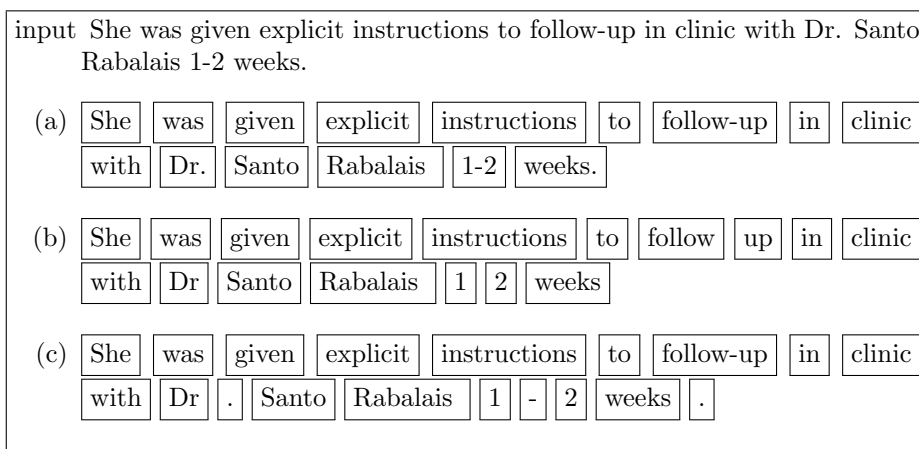 input She was given explicit instructions to follow-up in clinic with Dr. Santo
Rabalais 1-2 weeks.
(a) She was given explicit instructions to follow-up in clinic
with Dr. Santo Rabalais 1-2 weeks.
(b) She was given explicit instructions to follow up in clinic
with Dr Santo Rabalais 1 2 weeks
(c) She was given explicit instructions to follow-up in clinic
with Dr . Santo Rabalais 1 - 2 weeks .